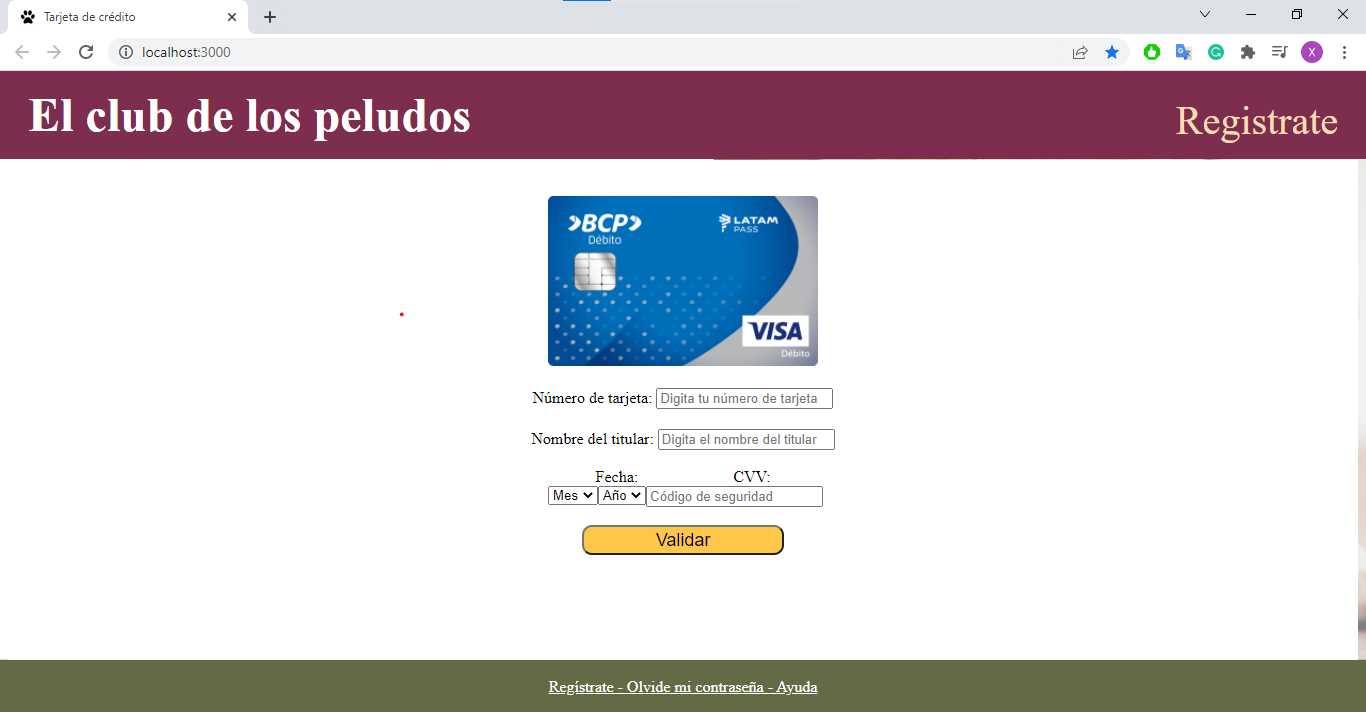 Tarjeta de crédito
localhost:3000
X
El club de los peludos
Registrate
BCP
Débito
LATAM
PASS
VISA
Débito
Número de tarjeta: Digita tu número de tarjeta
Nombre del titular: Digita el nombre del titular
Fecha: CVV:
Mes Año Código de seguridad
Validar
Regístrate - Olvide mi contraseña - Ayuda